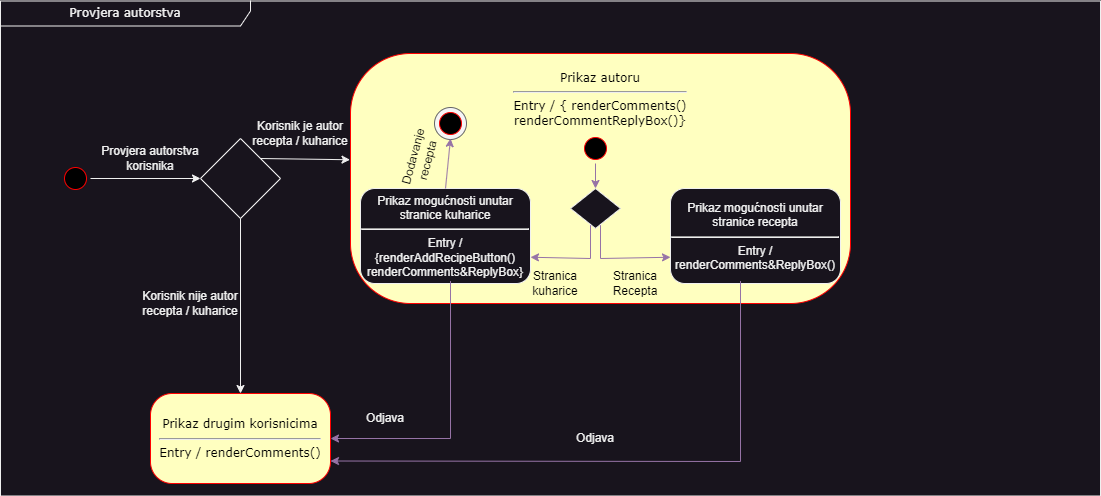 Provjera autorstva
Prikaz autoru
Entry / { renderComments()
renderCommentReplyBox()}
Korisnik je autor
recepta / kuharice
Provjera autorstva
korisnika
Dodavanje
recepta
Prikaz mogućnosti unutar
stranice kuharice
Entry /
{renderAddRecipeButton()
renderComments&ReplyBox}
Prikaz mogućnosti unutar
stranice recepta
Entry /
renderComments&ReplyBox()
Stranica
kuharice
Stranica
Recepta
Korisnik nije autor
recepta / kuharice
Prikaz drugim korisnicima
Entry / renderComments()
Odjava
Odjava